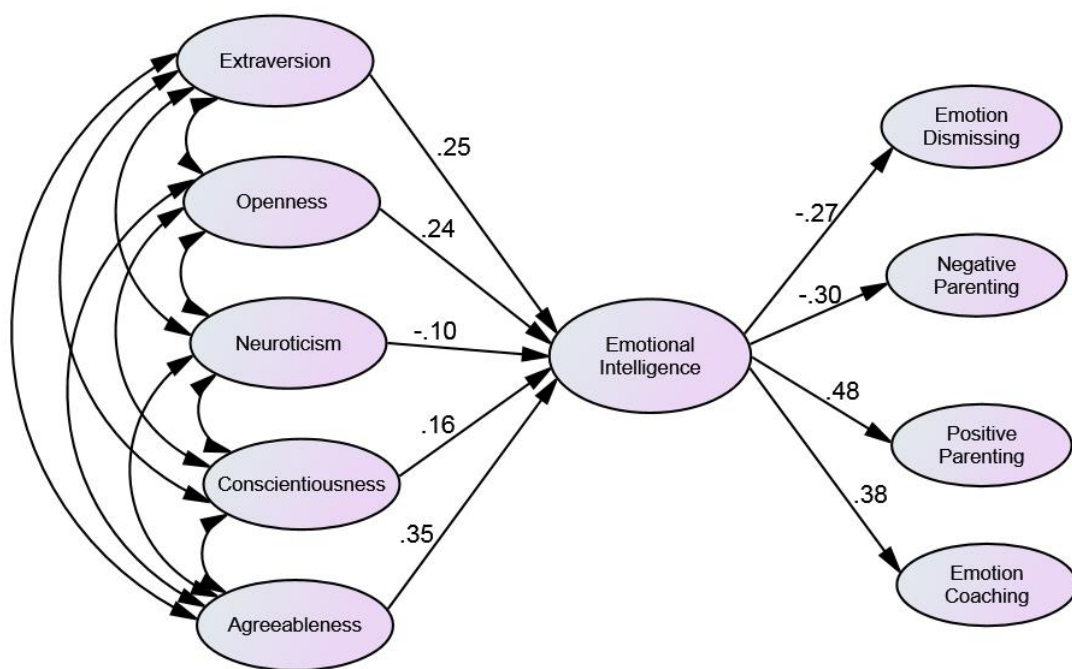 Extraversion
Openness
Neuroticism
Conscientiousness
Agreeableness
.25
.24
-.10
.16
.35
Emotional
Intelligence
-.27
-.30
.48
.38
Emotion
Dismissing
Negative
Parenting
Positive
Parenting
Emotion
Coaching